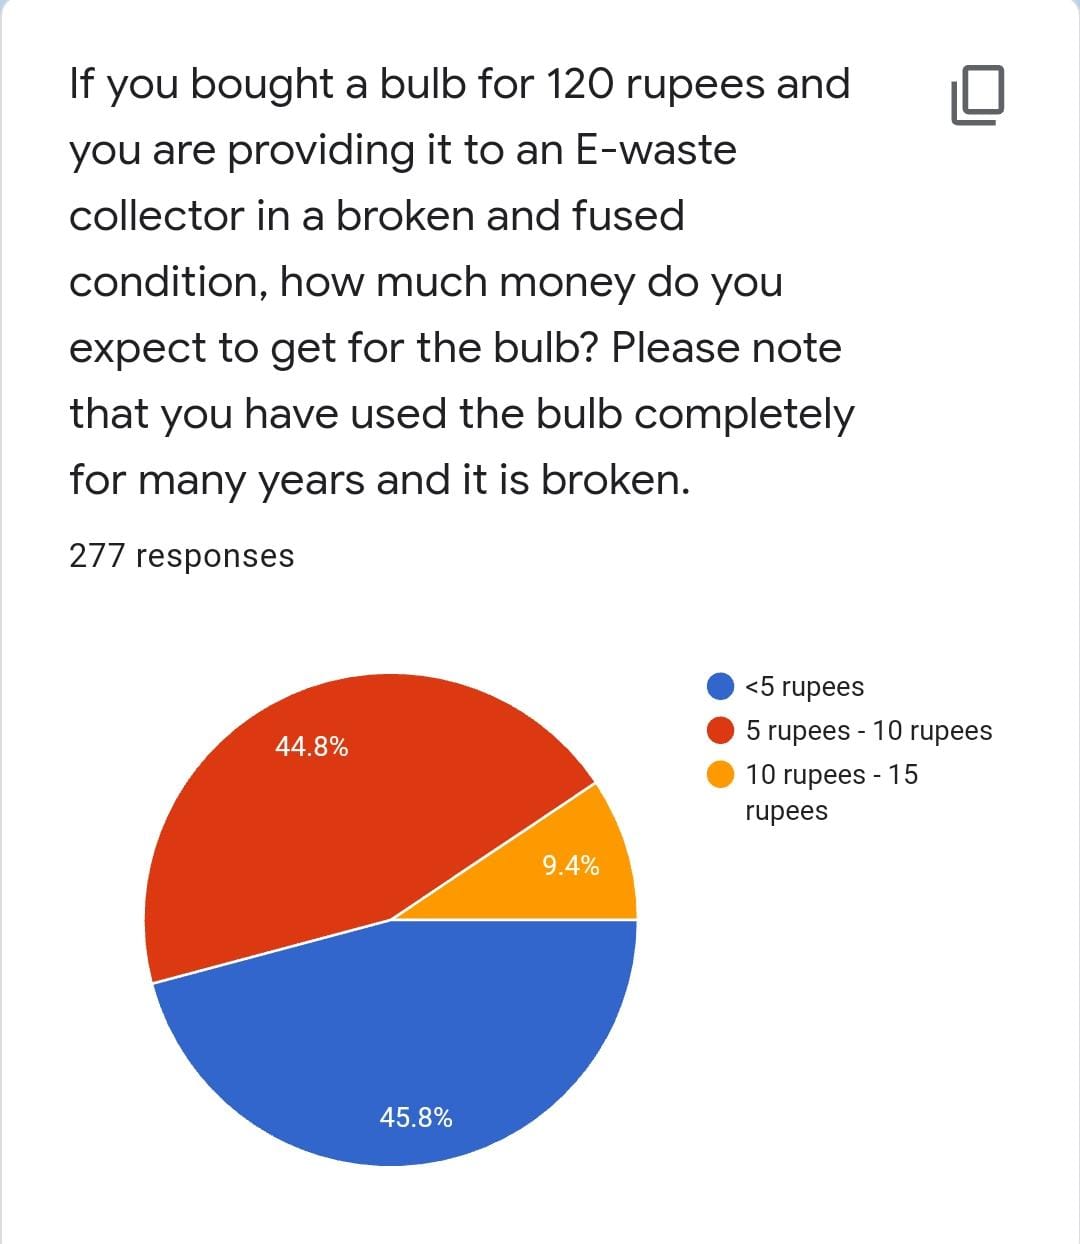 If you bought a bulb for 120 rupees and
you are providing it to an E-waste
collector in a broken and fused
condition, how much money do you
expect to get for the bulb? Please note
that you have used the bulb completely
for many years and it is broken.
277 responses
<5 rupees
5 rupees - 10 rupees
10 rupees - 15
rupees
44.8%
9.4%
45.8%